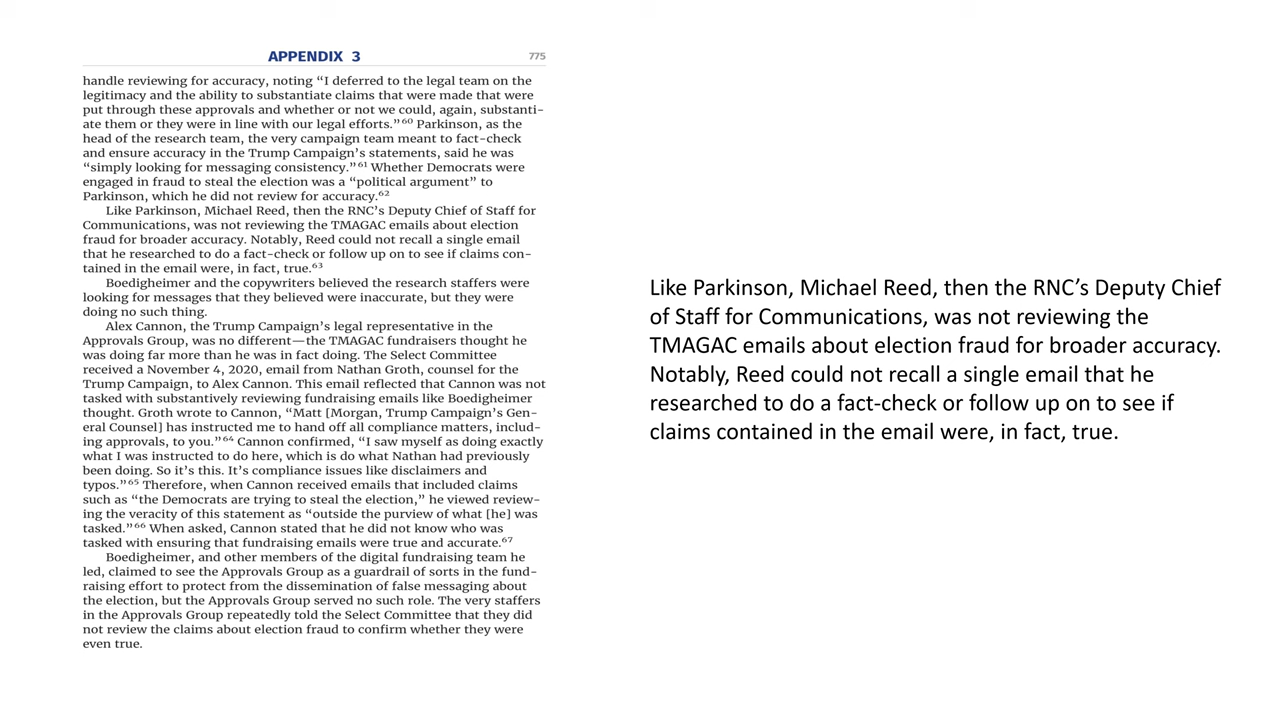 APPENDIX 3
775
handle reviewing for accuracy, noting “I deferred to the legal team on the
legitimacy and the ability to substantiate claims that were made that were
put through these approvals and whether or not we could, again, substanti-
ate them or they were in line with our legal efforts.”⁶⁰ Parkinson, as the
head of the research team, the very campaign team meant to fact-check
and ensure accuracy in the Trump Campaign’s statements, said he was
“simply looking for messaging consistency.”⁶¹ Whether Democrats were
engaged in fraud to steal the election was a “political argument” to
Parkinson, which he did not review for accuracy.⁶²
Like Parkinson, Michael Reed, then the RNC’s Deputy Chief of Staff for
Communications, was not reviewing the TMAGAC emails about election
fraud for broader accuracy. Notably, Reed could not recall a single email
that he researched to do a fact-check or follow up on to see if claims con-
tained in the email were, in fact, true.⁶³
Boedigheimer and the copywriters believed the research staffers were
looking for messages that they believed were inaccurate, but they were
doing no such thing.
Alex Cannon, the Trump Campaign’s legal representative in the
Approvals Group, was no different—the TMAGAC fundraisers thought he
was doing far more than he was in fact doing. The Select Committee
received a November 4, 2020, email from Nathan Groth, counsel for the
Trump Campaign, to Alex Cannon. This email reflected that Cannon was not
tasked with substantively reviewing fundraising emails like Boedigheimer
thought. Groth wrote to Cannon, “Matt [Morgan, Trump Campaign’s Gen-
eral Counsel] has instructed me to hand off all compliance matters, includ-
ing approvals, to you.”⁶⁴ Cannon confirmed, “I saw myself as doing exactly
what I was instructed to do here, which is do what Nathan had previously
been doing. So it’s this. It’s compliance issues like disclaimers and
typos.”⁶⁵ Therefore, when Cannon received emails that included claims
such as “the Democrats are trying to steal the election,” he viewed review-
ing the veracity of this statement as “outside the purview of what [he] was
tasked.”⁶⁶ When asked, Cannon stated that he did not know who was
tasked with ensuring that fundraising emails were true and accurate.⁶⁷
Boedigheimer, and other members of the digital fundraising team he
led, claimed to see the Approvals Group as a guardrail of sorts in the fund-
raising effort to protect from the dissemination of false messaging about
the election, but the Approvals Group served no such role. The very staffers
in the Approvals Group repeatedly told the Select Committee that they did
not review the claims about election fraud to confirm whether they were
even true.
Like Parkinson, Michael Reed, then the RNC’s Deputy Chief
of Staff for Communications, was not reviewing the
TMAGAC emails about election fraud for broader accuracy.
Notably, Reed could not recall a single email that he
researched to do a fact-check or follow up on to see if
claims contained in the email were, in fact, true.